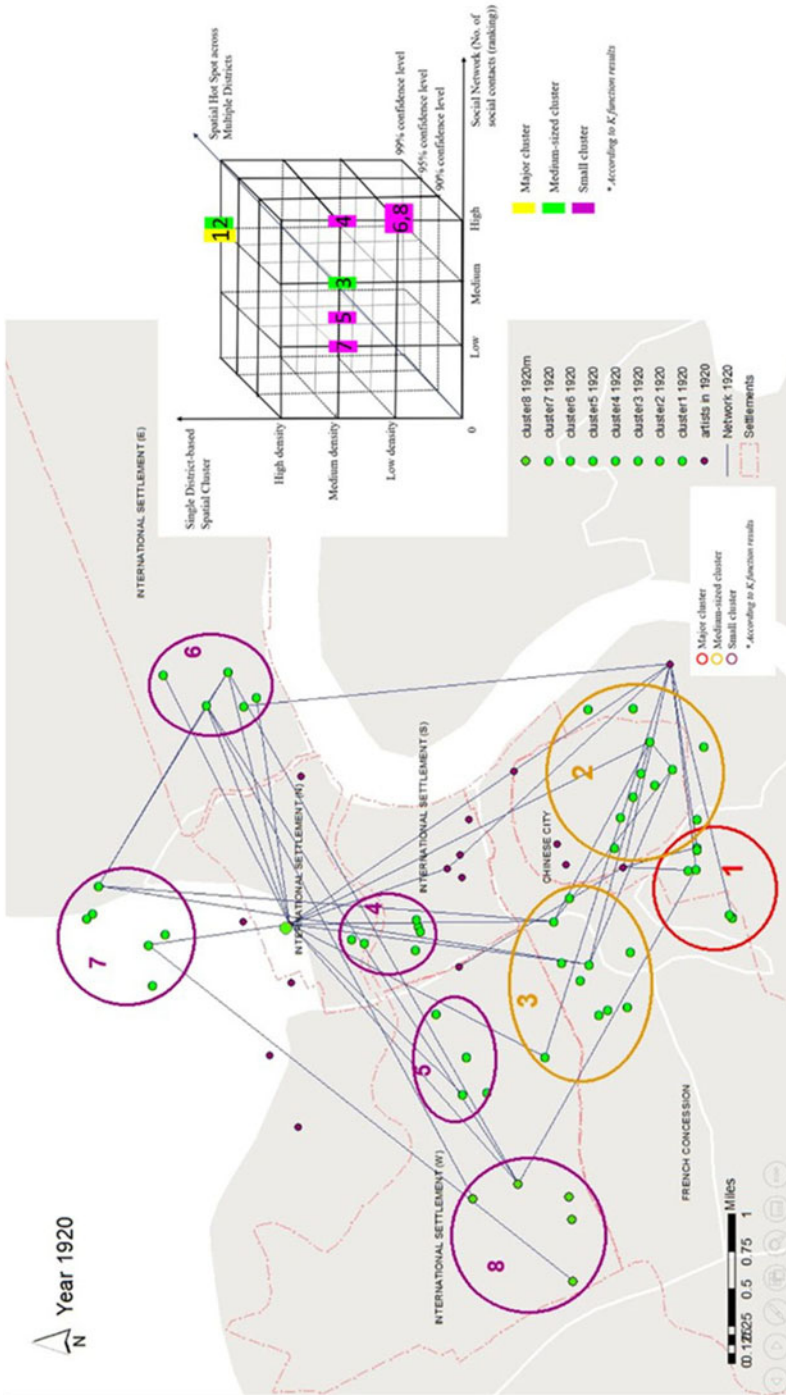 N
Year 1920
INTERNATIONAL SETTLEMENT (E)
INTERNATIONAL SETTLEMENT (N)
INTERNATIONAL SETTLEMENT (S)
INTERNATIONAL SETTLEMENT (W)
CHINESE CITY
FRENCH CONCESSION
7
6
4
5
8
3
2
1
Miles
0.5
0.75
1
Single District-based
Spatial Cluster
High density
Medium density
Low density
0
Low
Medium
High
Spatial Hot Spot across
Multiple Districts
99% confidence level
95% confidence level
90% confidence level
Social Network (No. of
social contacts (ranking))
12
4
6,8
3
5
7
Major cluster
Medium-sized cluster
Small cluster
* According to K function results
cluster8 1920m
cluster7 1920
cluster6 1920
cluster5 1920
cluster4 1920
cluster3 1920
cluster2 1920
cluster1 1920
artists in 1920
Network 1920
Settlements
Major cluster
Medium-sized cluster
Small cluster
* According to K function results